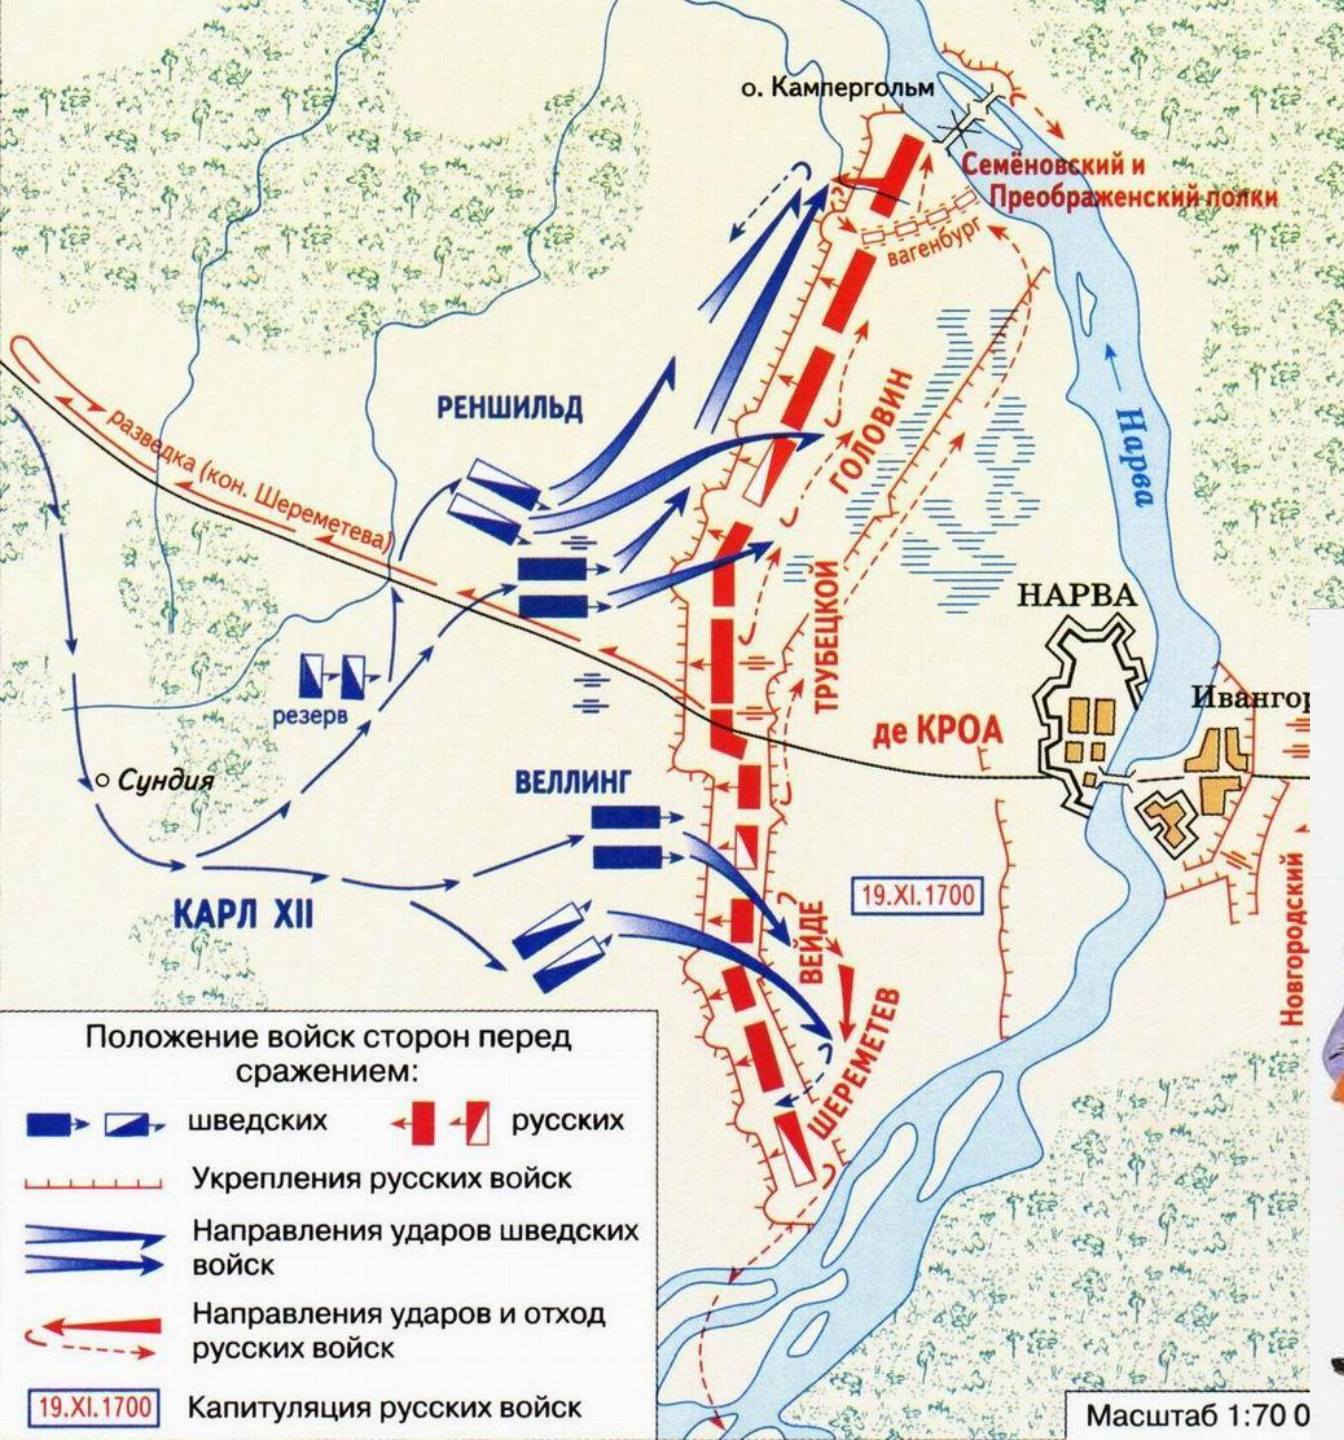 о. Кампергольм
Семёновский и
Преображенский полки
вагенбург
РЕНШИЛЬД
ГОЛОВИН
Нарва
разведка (кон. Шереметева)
ТРУБЕЦКОЙ
НАРВА
Ивангор
резерв
де КРОА
Сундия
ВЕЛЛИНГ
КАРЛ XII
19.XI.1700
ВЕЙДЕ
Новгородский
ШЕРЕМЕТЕВ
Положение войск сторон перед
сражением:
шведских
русских
Укрепления русских войск
Направления ударов шведских
войск
Направления ударов и отход
русских войск
19.XI.1700
Капитуляция русских войск
Масштаб 1:70 0